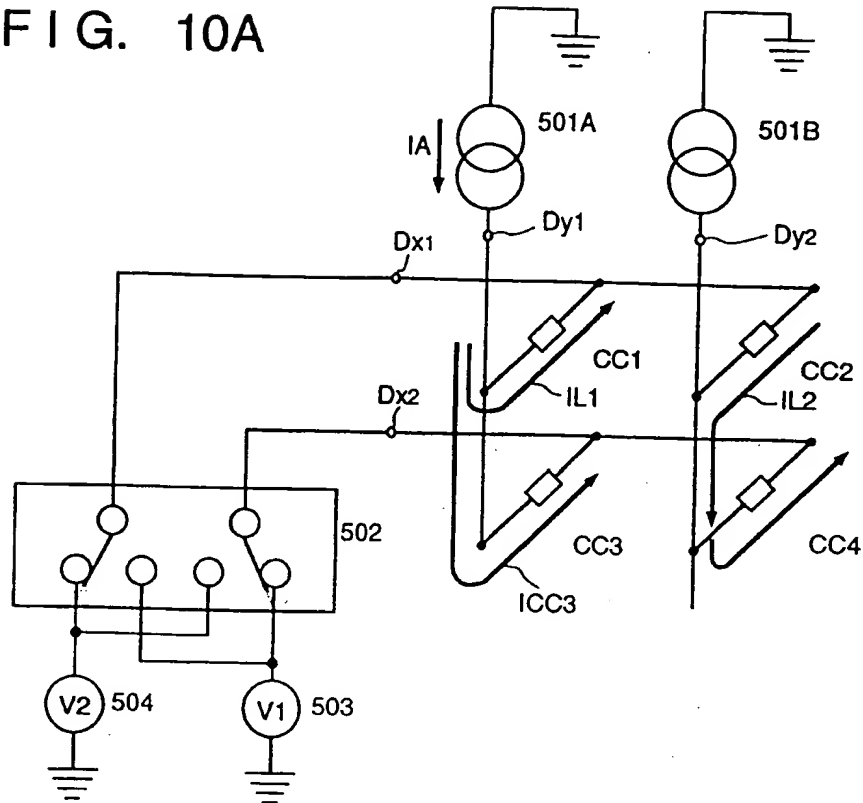 FIG. 10A
501A
501B
IA
Dy1
Dy2
Dx1
CC1
CC2
IL1
IL2
Dx2
502
CC3
CC4
ICC3
V2
504
V1
503